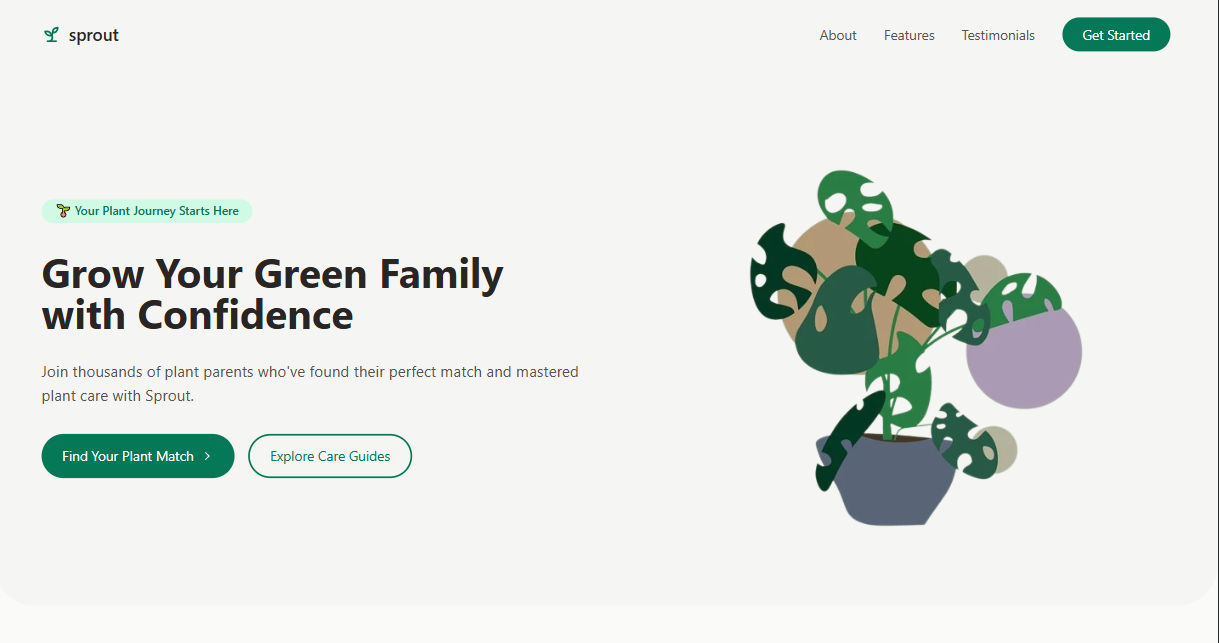 sprout
About
Features
Testimonials
Get Started
🌱 Your Plant Journey Starts Here
Grow Your Green Family
with Confidence
Join thousands of plant parents who've found their perfect match and mastered
plant care with Sprout.
Find Your Plant Match
Explore Care Guides